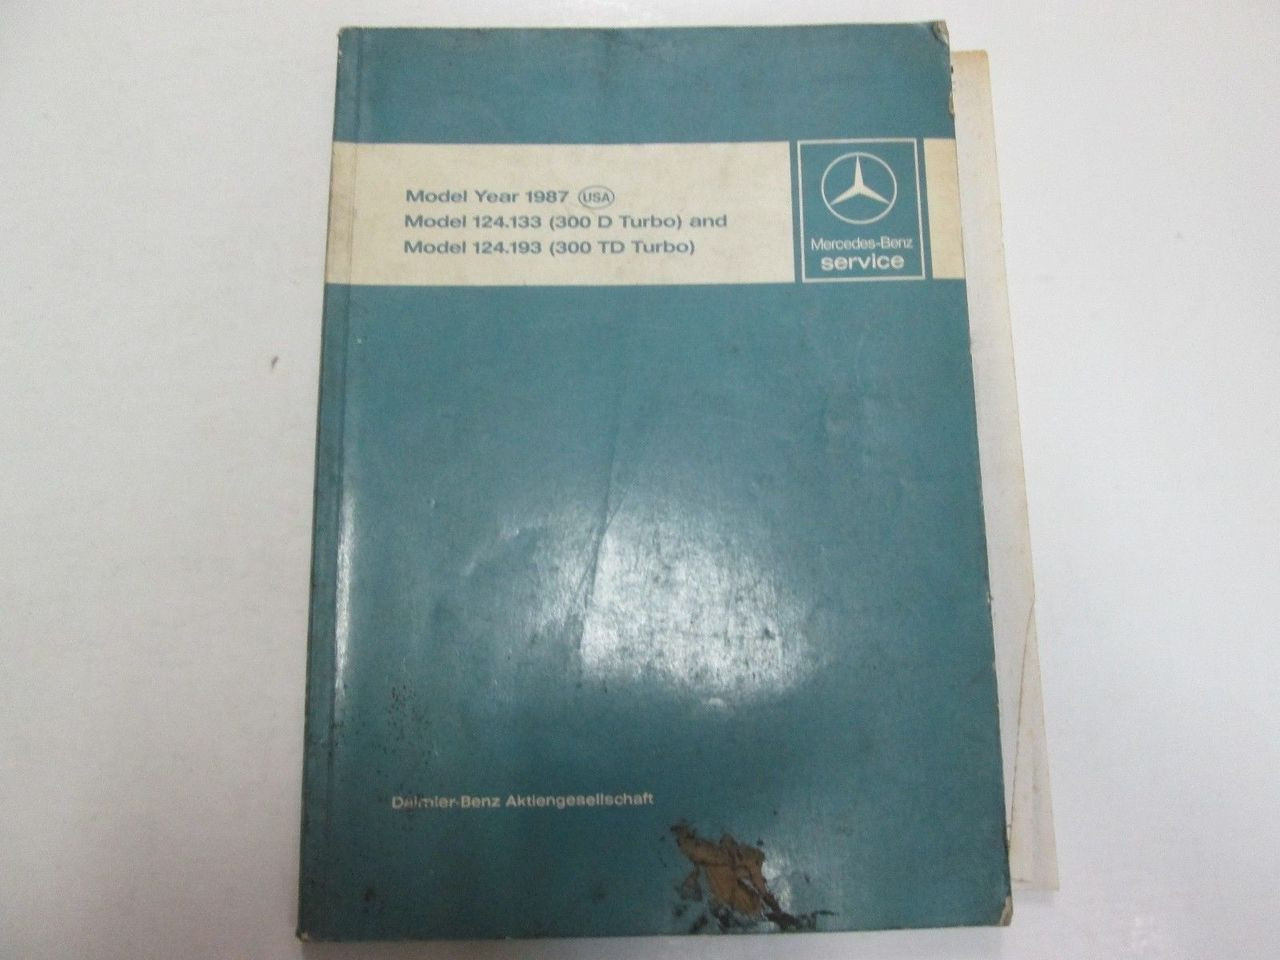 Model Year 1987 USA
Model 124.133 (300 D Turbo) and
Model 124.193 (300 TD Turbo)
Mercedes-Benz
service
Daimler-Benz Aktiengesellschaft